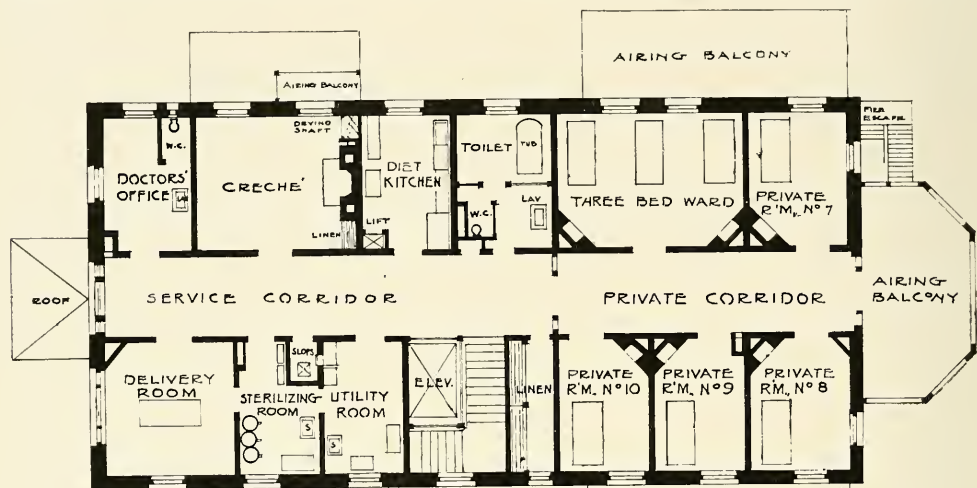 AIRING BALCONY
AIRING BALCONY
FIRE
ESCAPE
DRYING
SHAFT
W.C.
DOCTORS'
OFFICE
LAV
CRECHE'
DIET
KITCHEN
LIFT
LINEN
TOILET
TUB
W.C.
LAV
THREE BED WARD
PRIVATE
R'M., No 7
ROOF
SERVICE CORRIDOR
PRIVATE CORRIDOR
AIRING
BALCONY
DELIVERY
ROOM
SLOPS
STERILIZING
ROOM
S
UTILITY
ROOM
S
ELEV.
LINEN
PRIVATE
R'M. No 10
PRIVATE
R'M. No 9
PRIVATE
R'M., No 8